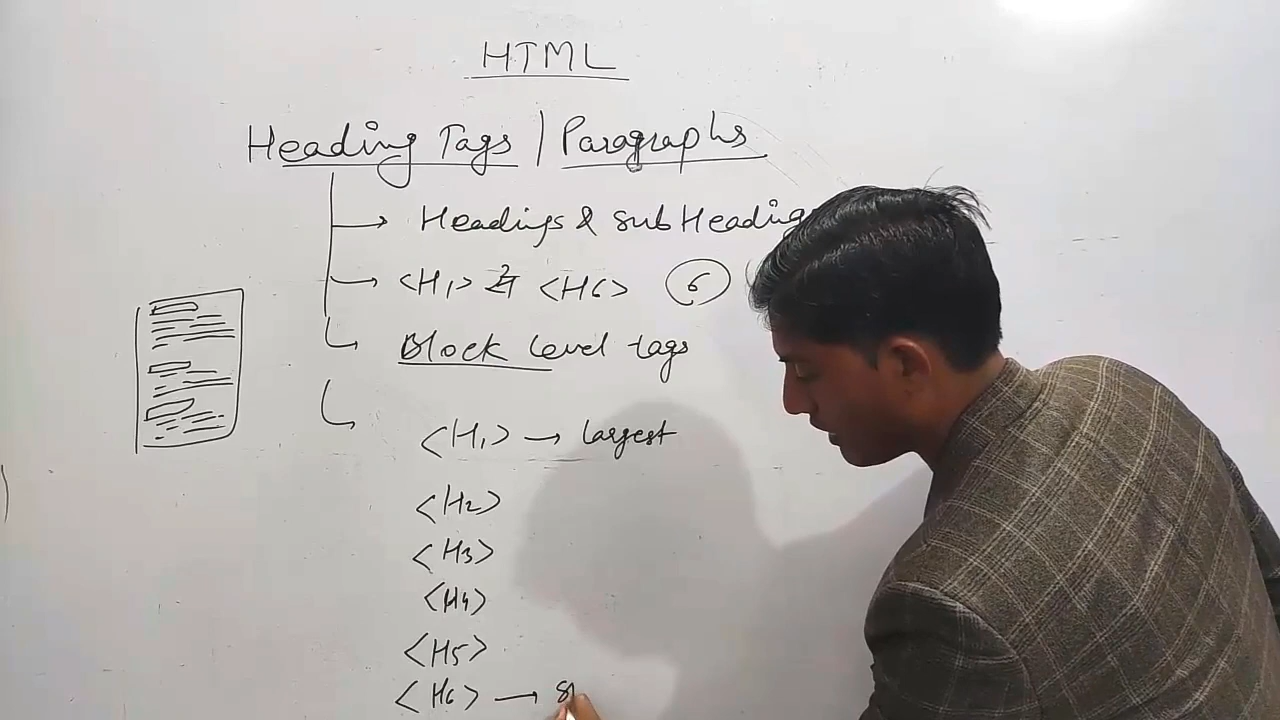 HTML
Heading Tags | Paragraphs
Headings & sub Heading
<H1> से <H6> 6
Block Level tags
<H1> → largest
<H2>
<H3>
<H4>
<H5>
<H6> →